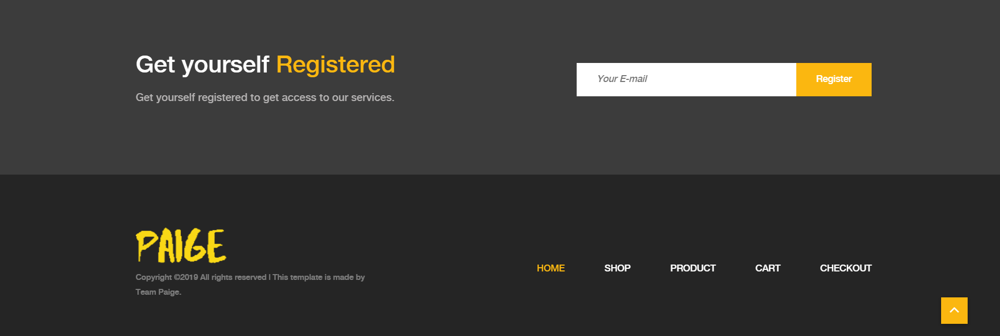 Get yourself Registered
Get yourself registered to get access to our services.
Your E-mail
Register
PAIGE
Copyright ©2019 All rights reserved | This template is made by
Team Paige.
HOME
SHOP
PRODUCT
CART
CHECKOUT